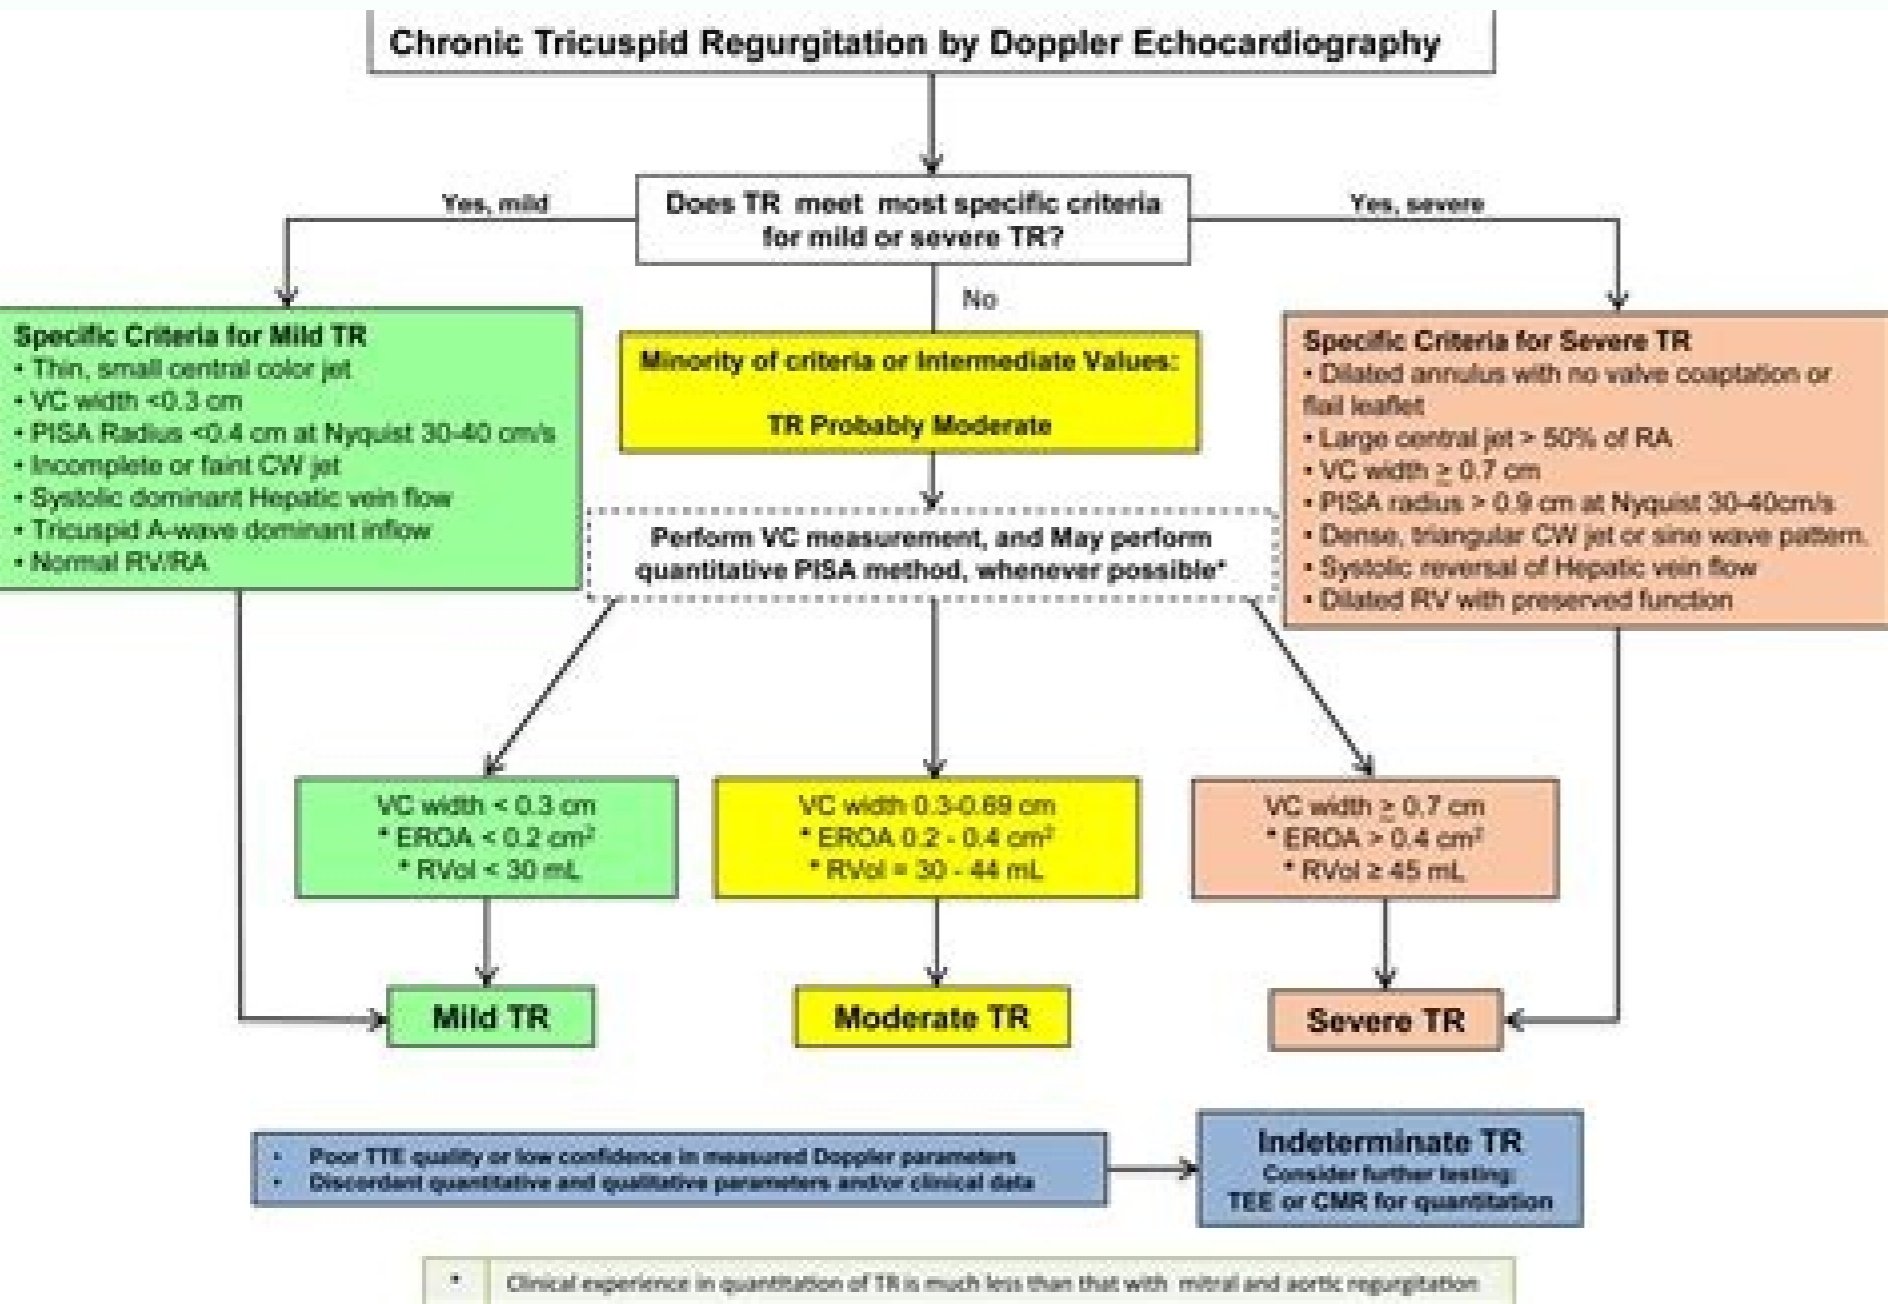 Chronic Tricuspid Regurgitation by Doppler Echocardiography
Does TR meet most specific criteria
for mild or severe TR?
Yes, mild
Yes, severe
No
Specific Criteria for Mild TR
• Thin, small central color jet
• VC width <0.3 cm
• PISA Radius <0.4 cm at Nyquist 30-40 cm/s
• Incomplete or faint CW jet
• Systolic dominant Hepatic vein flow
• Tricuspid A-wave dominant inflow
• Normal RV/RA
Minority of criteria or Intermediate Values:
TR Probably Moderate
Specific Criteria for Severe TR
• Dilated annulus with no valve coaptation or
flail leaflet
• Large central jet > 50% of RA
• VC width ≥ 0.7 cm
• PISA radius > 0.9 cm at Nyquist 30-40cm/s
• Dense, triangular CW jet or sine wave pattern.
• Systolic reversal of Hepatic vein flow
• Dilated RV with preserved function
Perform VC measurement, and May perform
quantitative PISA method, whenever possible*
VC width < 0.3 cm
* EROA < 0.2 cm²
* RVol < 30 mL
VC width 0.3-0.69 cm
* EROA 0.2 - 0.4 cm²
* RVol = 30 - 44 mL
VC width ≥ 0.7 cm
* EROA > 0.4 cm²
* RVol ≥ 45 mL
Mild TR
Moderate TR
Severe TR
• Poor TTE quality or low confidence in measured Doppler parameters
• Discordant quantitative and qualitative parameters and/or clinical data
Indeterminate TR
Consider further testing:
TEE or CMR for quantitation
* Clinical experience in quantitation of TR is much less than that with mitral and aortic regurgitation